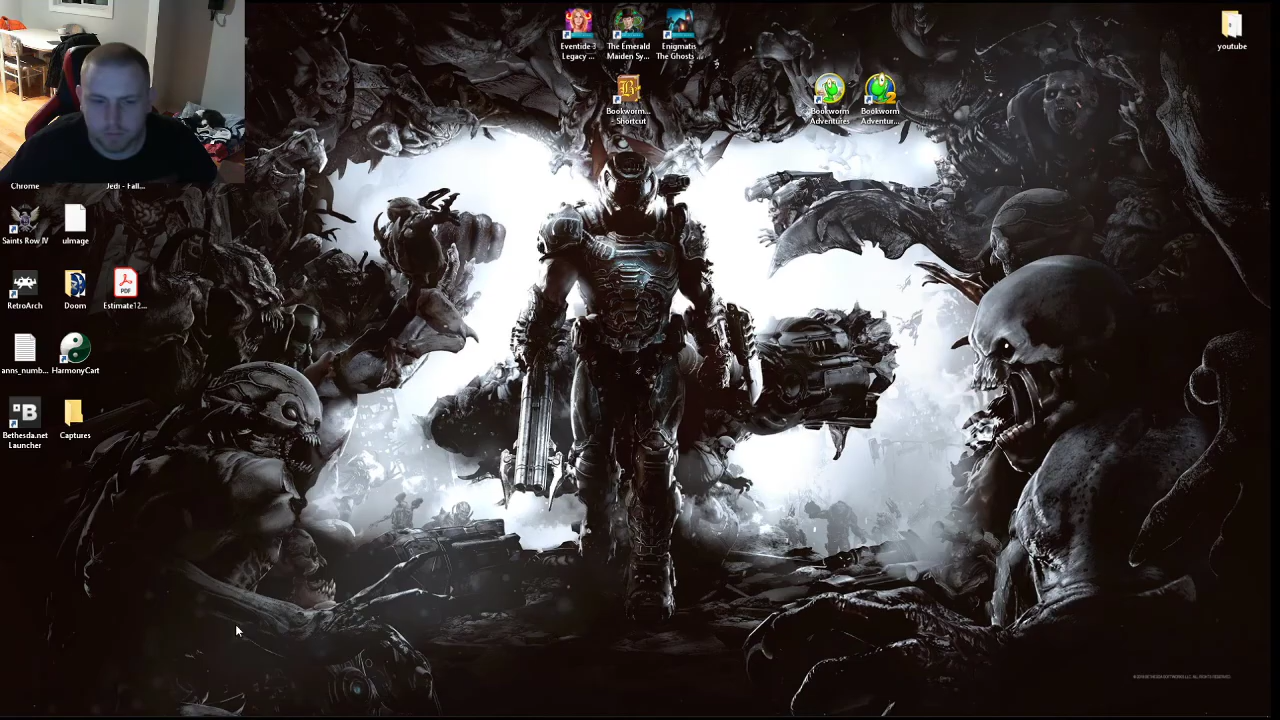 Eventide 3
Legacy ...
The Emerald
Maiden Sy...
Enigmatis
The Ghosts ...
youtube
Bookworm...
Shortcut
Bookworm
Adventures
Bookworm
Adventur...
Chrome
Jedi - Fall...
Saints Row IV
uImage
RetroArch
Doom
Estimate12...
PDF
anns_numb...
HarmonyCart
B
Bethesda.net
Launcher
Captures